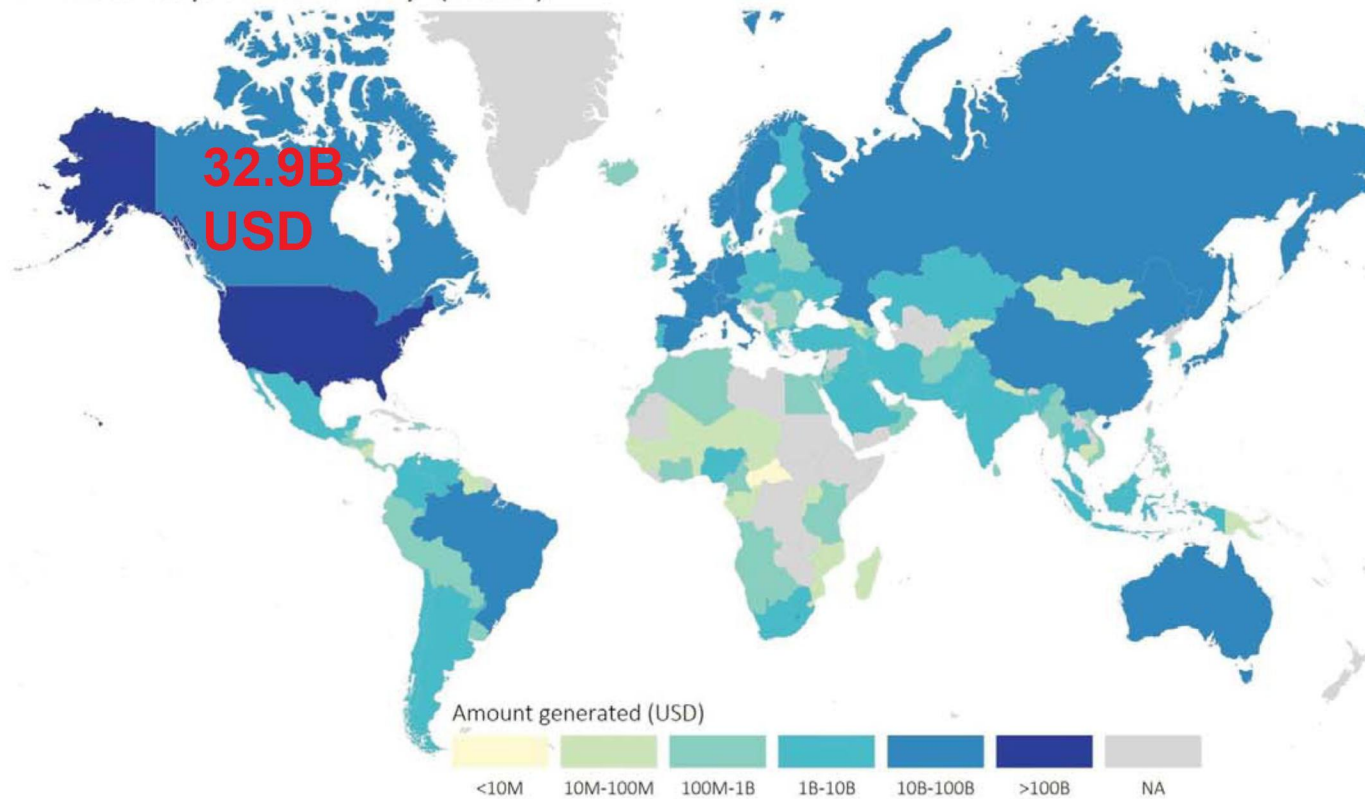 32.9B
USD
Amount generated (USD)
<10M 10M-100M 100M-1B 1B-10B 10B-100B >100B NA